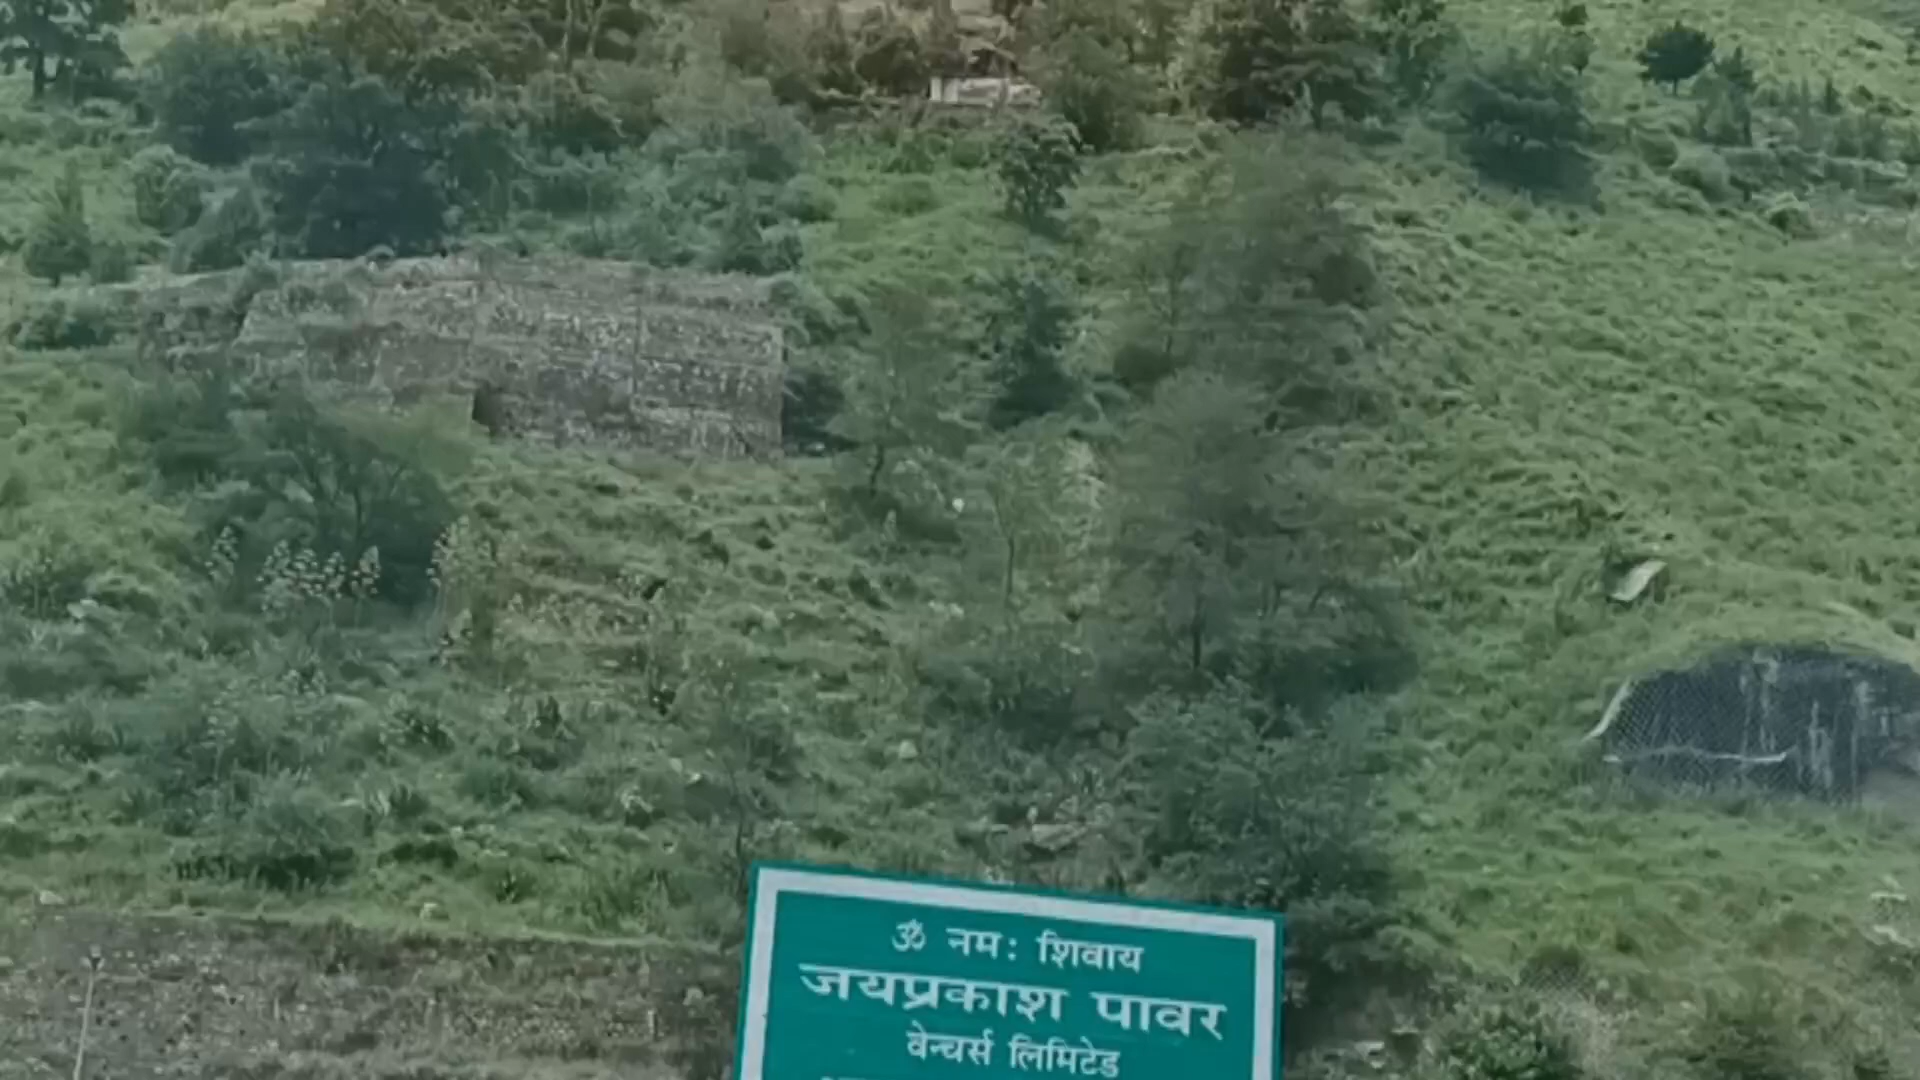 ॐ नमः शिवाय
जयप्रकाश पावर
वेन्चर्स लिमिटेड